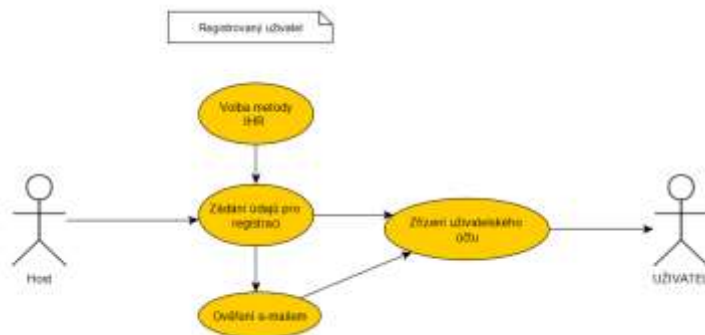 Registrovaný uživatel
Volba metody
IHR
Zadání údajů pro
registraci
Zřízení uživatelského
účtu
Host
UŽIVATEL
Ověření e-mailem